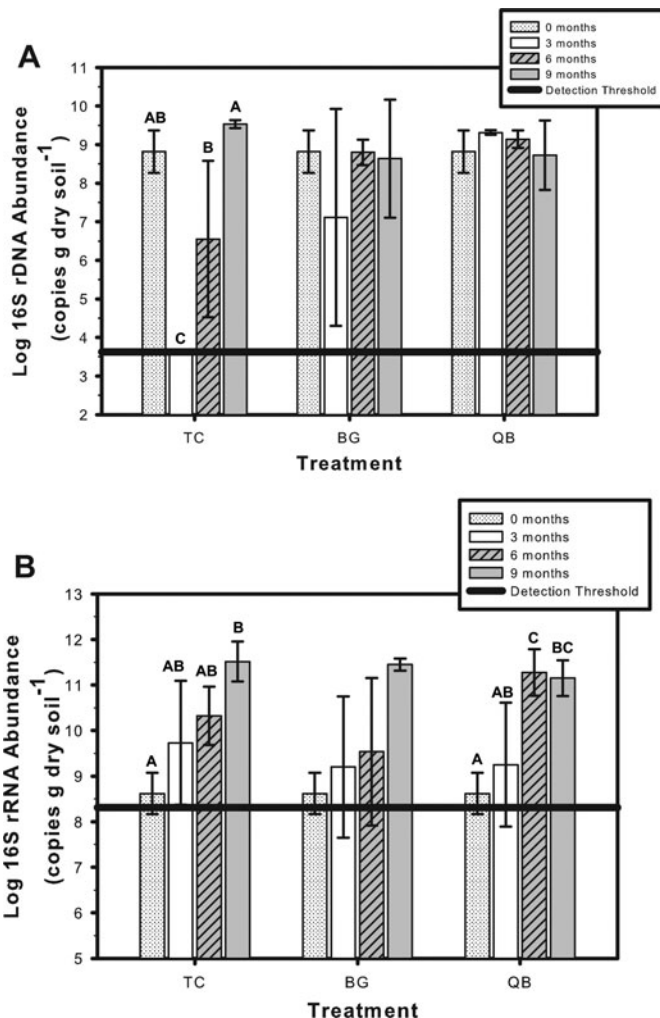 A
0 months
3 months
6 months
9 months
Detection Threshold
11
10
9
8
7
6
5
4
3
2
Log 16S rDNA Abundance
(copies g dry soil⁻¹)
AB
C
B
A
TC
BG
QB
Treatment
B
0 months
3 months
6 months
9 months
Detection Threshold
13
12
11
10
9
8
7
6
5
Log 16S rRNA Abundance
(copies g dry soil⁻¹)
A
AB
AB
B
A
AB
C
BC
TC
BG
QB
Treatment